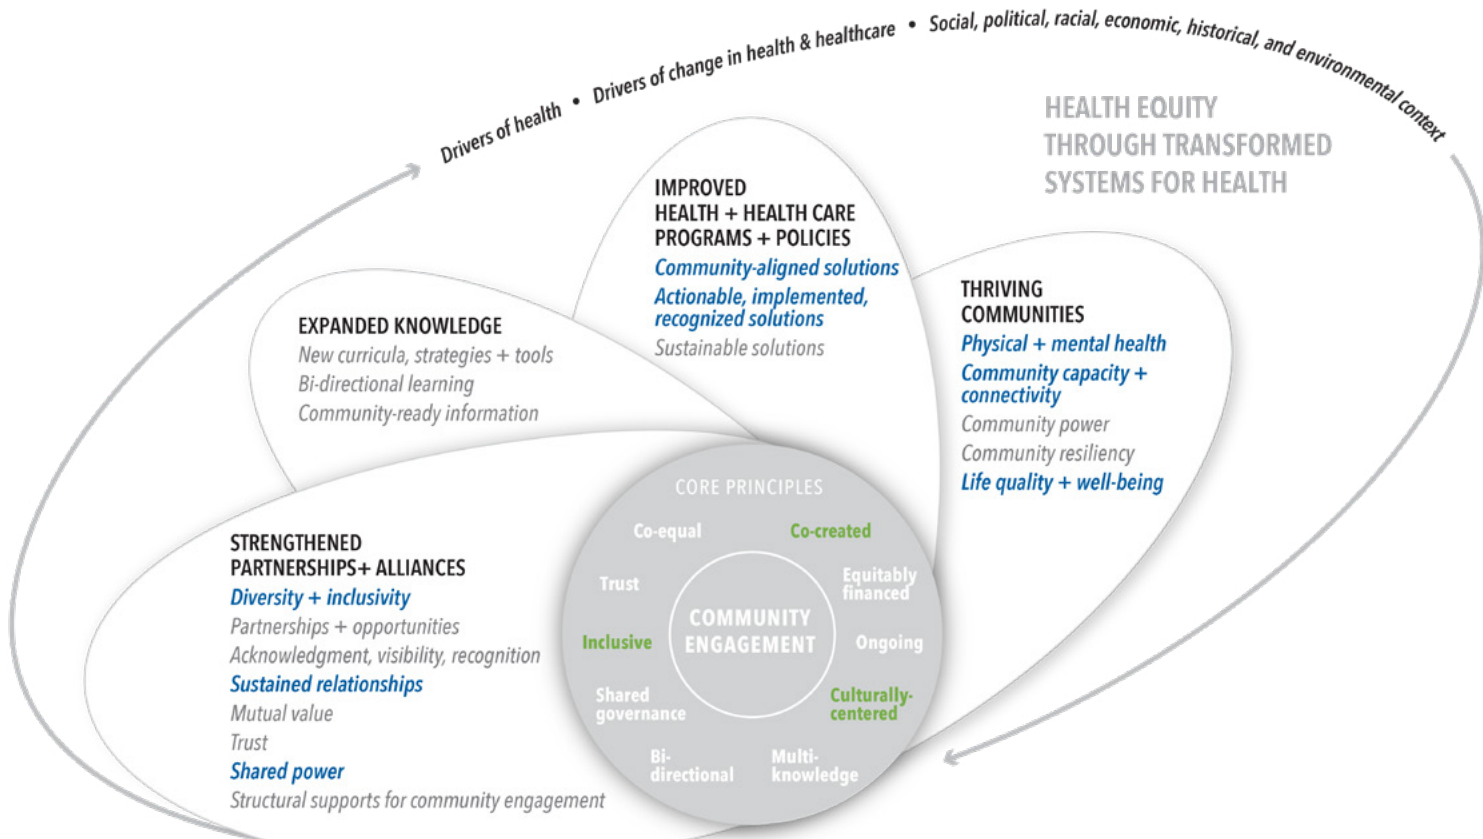 Drivers of health • Drivers of change in health & healthcare • Social, political, racial, economic, historical, and environmental context
HEALTH EQUITY
THROUGH TRANSFORMED
SYSTEMS FOR HEALTH
IMPROVED
HEALTH + HEALTH CARE
PROGRAMS + POLICIES
Community-aligned solutions
Actionable, implemented,
recognized solutions
Sustainable solutions
THRIVING
COMMUNITIES
Physical + mental health
Community capacity +
connectivity
Community power
Community resiliency
Life quality + well-being
EXPANDED KNOWLEDGE
New curricula, strategies + tools
Bi-directional learning
Community-ready information
STRENGTHENED
PARTNERSHIPS+ ALLIANCES
Diversity + inclusivity
Partnerships + opportunities
Acknowledgment, visibility, recognition
Sustained relationships
Mutual value
Trust
Shared power
Structural supports for community engagement
CORE PRINCIPLES
Co-equal
Co-created
Trust
Equitably
financed
Inclusive
COMMUNITY
ENGAGEMENT
Ongoing
Shared
governance
Culturally-
centered
Bi-
directional
Multi-
knowledge